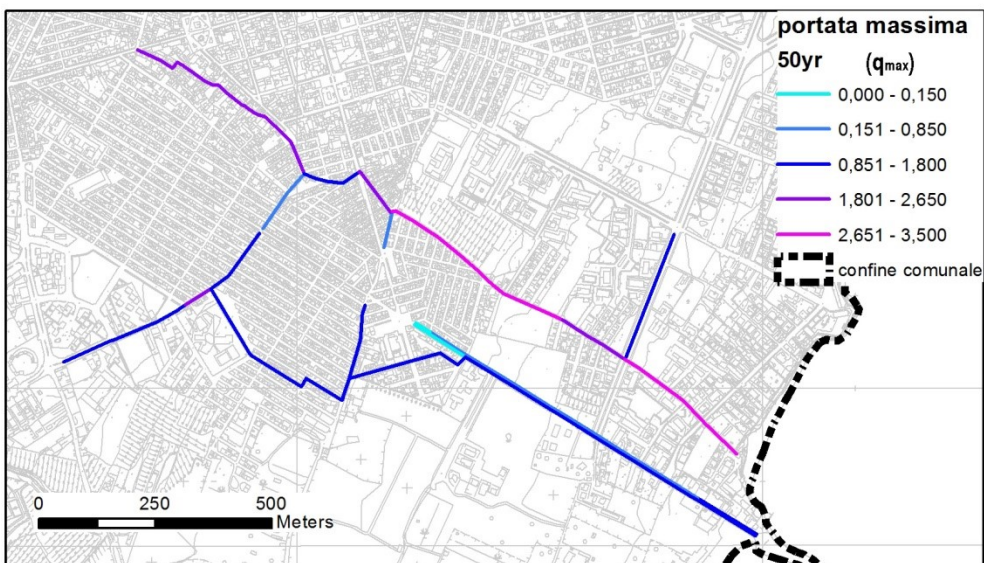 portata massima
50yr (qmax)
0,000 - 0,150
0,151 - 0,850
0,851 - 1,800
1,801 - 2,650
2,651 - 3,500
confine comunale
0 250 500
Meters